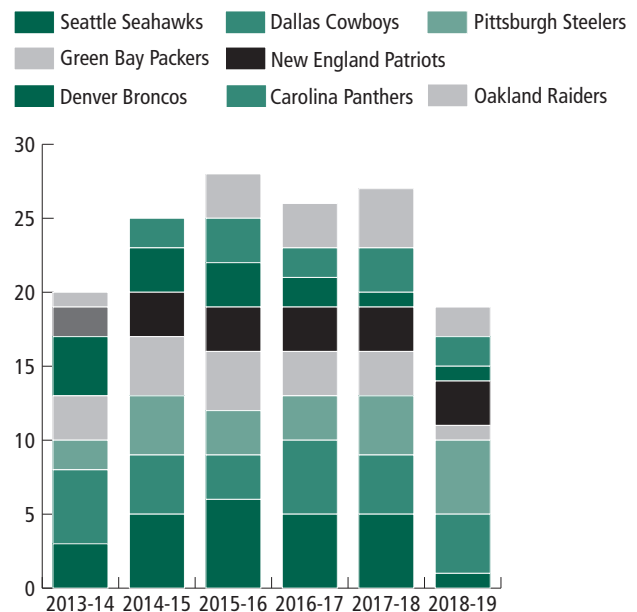 Seattle Seahawks Dallas Cowboys Pittsburgh Steelers
Green Bay Packers New England Patriots
Denver Broncos Carolina Panthers Oakland Raiders
30
25
20
15
10
5
0
2013-14 2014-15 2015-16 2016-17 2017-18 2018-19